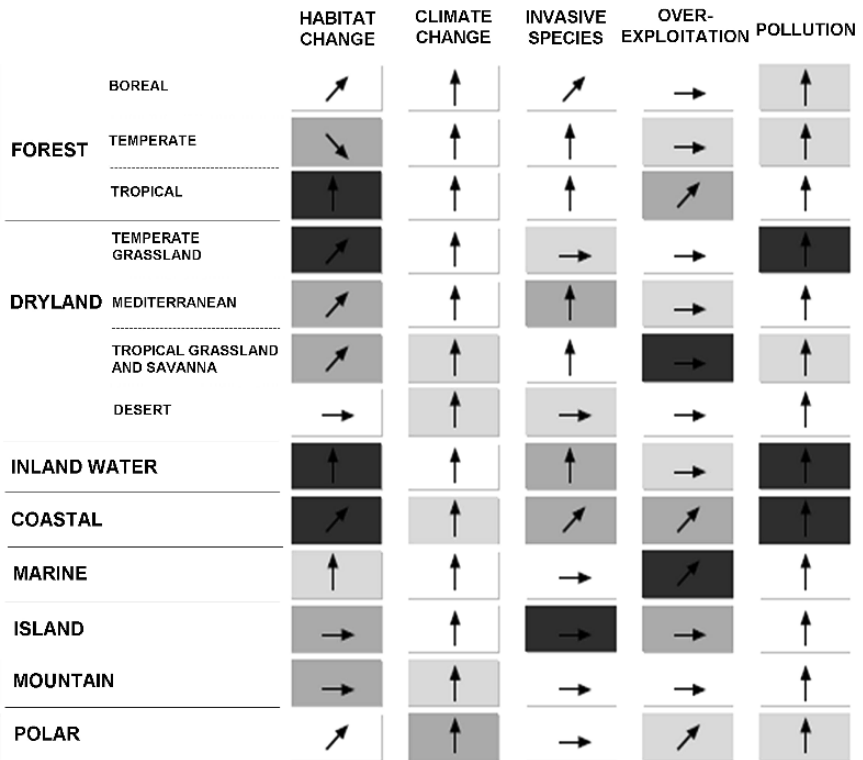 HABITAT
CHANGE
CLIMATE
CHANGE
INVASIVE
SPECIES
OVER-
EXPLOITATION
POLLUTION
BOREAL
FOREST
TEMPERATE
TROPICAL
TEMPERATE
GRASSLAND
DRYLAND
MEDITERRANEAN
TROPICAL GRASSLAND
AND SAVANNA
DESERT
INLAND WATER
COASTAL
MARINE
ISLAND
MOUNTAIN
POLAR